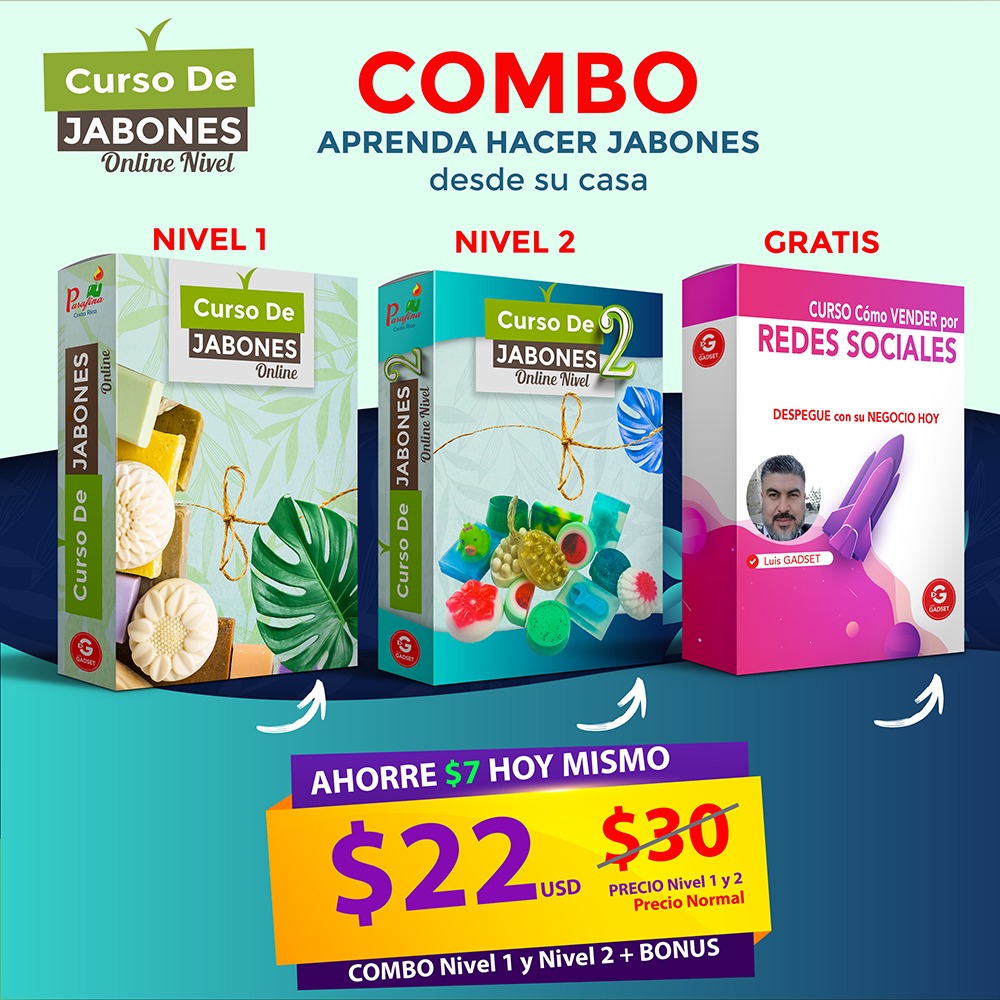 Curso De
JABONES
Online Nivel
COMBO
APRENDA HACER JABONES
desde su casa
NIVEL 1
NIVEL 2
GRATIS
Parafina
Costa Rica
Curso De JABONES Online
G
GADSET
Curso De
JABONES
Online
Parafina
Costa Rica
Curso De JABONES 2
Online Nivel
G
GADSET
Curso De 2
JABONES
Online Nivel
G
GADSET
CURSO Cómo VENDER por
REDES SOCIALES
DESPEGUE con su NEGOCIO HOY
Luis GADSET
G
GADSET
AHORRE $7 HOY MISMO
$22 USD
$30
PRECIO Nivel 1 y 2
Precio Normal
COMBO Nivel 1 y Nivel 2 + BONUS